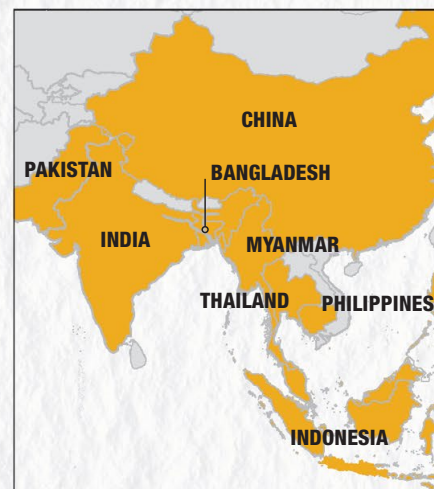 CHINA
PAKISTAN
BANGLADESH
INDIA
MYANMAR
THAILAND
PHILIPPINES
INDONESIA